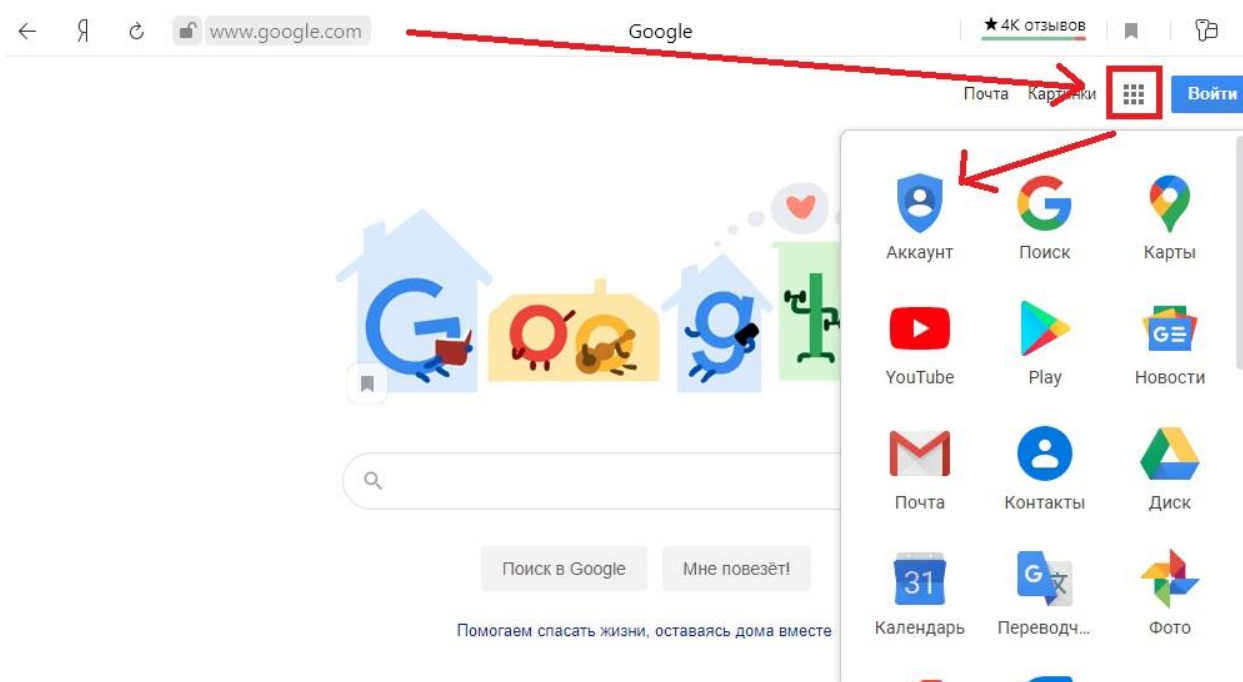 Я www.google.com Google ★ 4K отзывов
Почта Картинки Войти
Google
Аккаунт Поиск Карты
YouTube Play Новости
Почта Контакты Диск
31
Календарь Переводч... Фото
Поиск в Google Мне повезёт!
Помогаем спасать жизни, оставаясь дома вместе